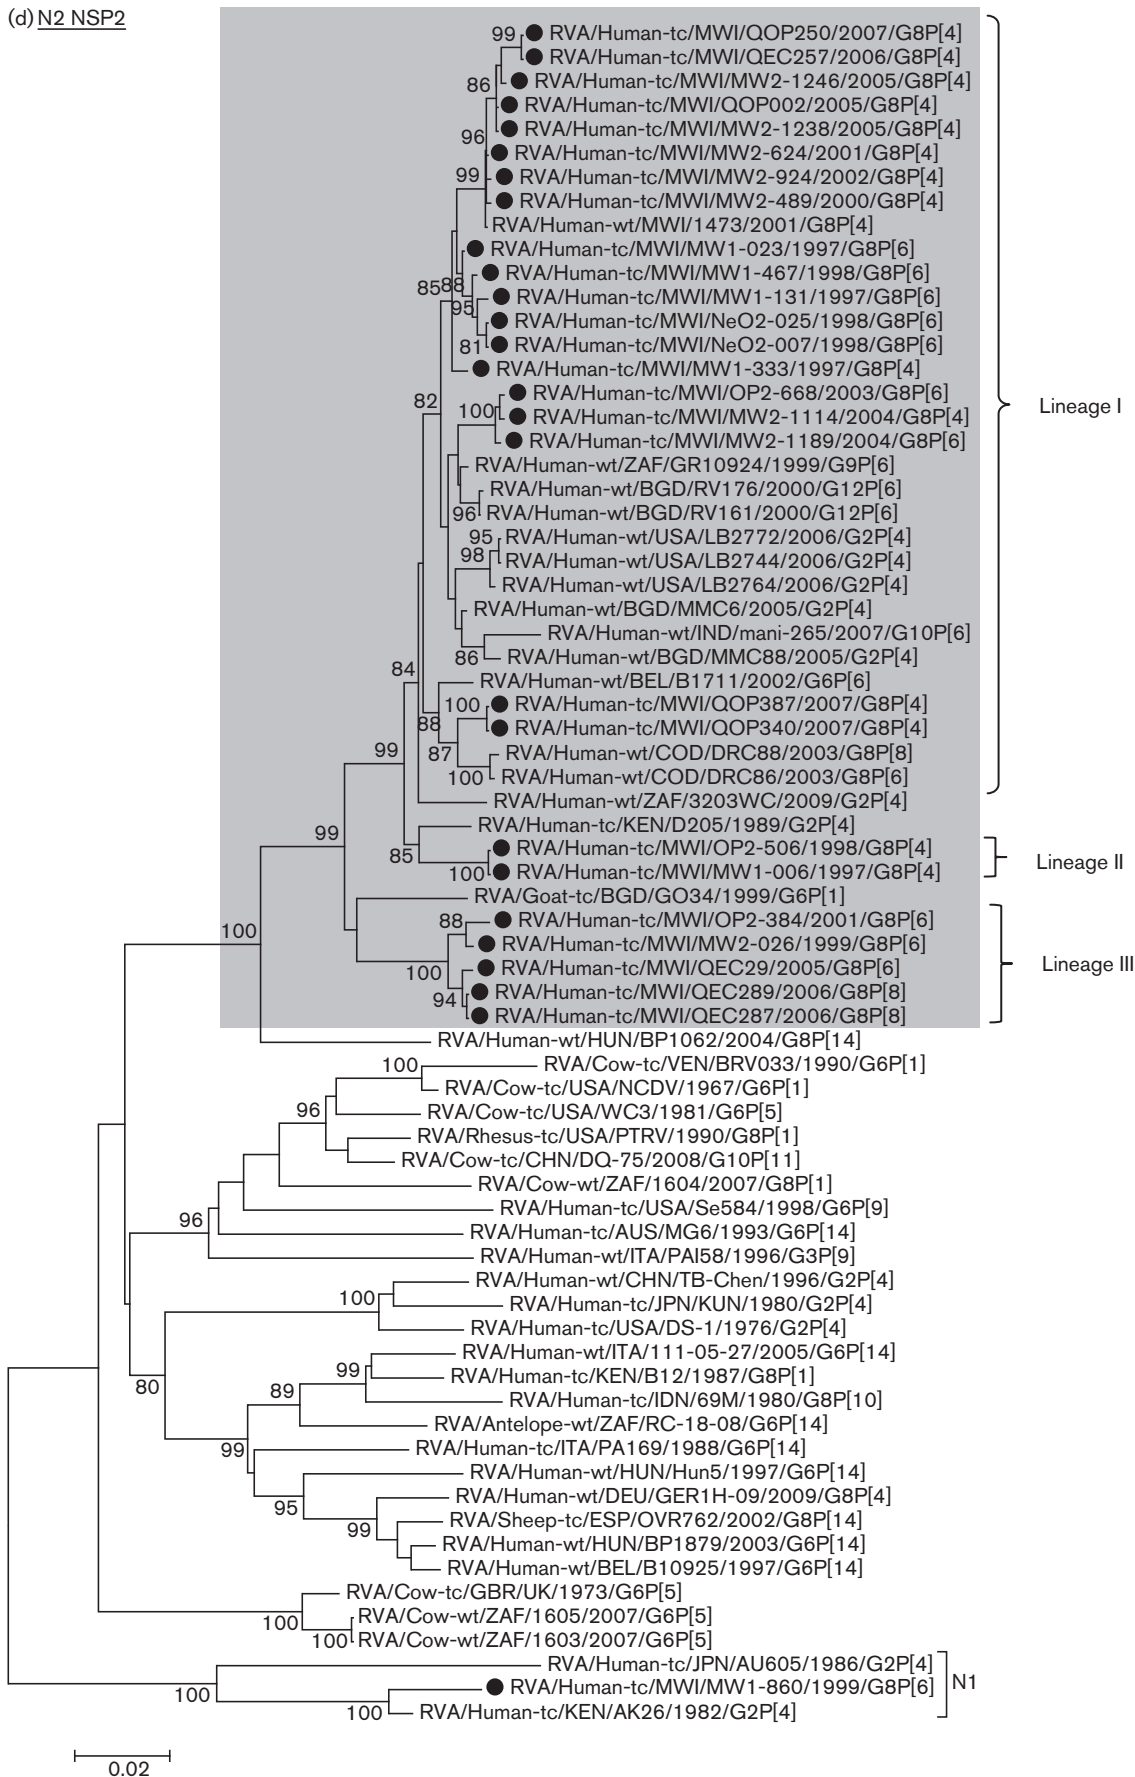 (d) N2 NSP2
99
RVA/Human-tc/MWI/QOP250/2007/G8P[4]
RVA/Human-tc/MWI/QEC257/2006/G8P[4]
RVA/Human-tc/MWI/MW2-1246/2005/G8P[4]
86
RVA/Human-tc/MWI/QOP002/2005/G8P[4]
RVA/Human-tc/MWI/MW2-1238/2005/G8P[4]
96
RVA/Human-tc/MWI/MW2-624/2001/G8P[4]
99
RVA/Human-tc/MWI/MW2-924/2002/G8P[4]
RVA/Human-tc/MWI/MW2-489/2000/G8P[4]
RVA/Human-wt/MWI/1473/2001/G8P[4]
RVA/Human-tc/MWI/MW1-023/1997/G8P[6]
RVA/Human-tc/MWI/MW1-467/1998/G8P[6]
85
88
RVA/Human-tc/MWI/MW1-131/1997/G8P[6]
95
RVA/Human-tc/MWI/NeO2-025/1998/G8P[6]
81
RVA/Human-tc/MWI/NeO2-007/1998/G8P[6]
RVA/Human-tc/MWI/MW1-333/1997/G8P[4]
RVA/Human-tc/MWI/OP2-668/2003/G8P[6]
82
100
RVA/Human-tc/MWI/MW2-1114/2004/G8P[4]
Lineage I
RVA/Human-tc/MWI/MW2-1189/2004/G8P[6]
RVA/Human-wt/ZAF/GR10924/1999/G9P[6]
RVA/Human-wt/BGD/RV176/2000/G12P[6]
96
RVA/Human-wt/BGD/RV161/2000/G12P[6]
95
RVA/Human-wt/USA/LB2772/2006/G2P[4]
98
RVA/Human-wt/USA/LB2744/2006/G2P[4]
RVA/Human-wt/USA/LB2764/2006/G2P[4]
RVA/Human-wt/BGD/MMC6/2005/G2P[4]
RVA/Human-wt/IND/mani-265/2007/G10P[6]
86
RVA/Human-wt/BGD/MMC88/2005/G2P[4]
84
RVA/Human-wt/BEL/B1711/2002/G6P[6]
100
RVA/Human-tc/MWI/QOP387/2007/G8P[4]
88
RVA/Human-tc/MWI/QOP340/2007/G8P[4]
99
87
RVA/Human-wt/COD/DRC88/2003/G8P[8]
100
RVA/Human-wt/COD/DRC86/2003/G8P[6]
RVA/Human-wt/ZAF/3203WC/2009/G2P[4]
99
RVA/Human-tc/KEN/D205/1989/G2P[4]
85
RVA/Human-tc/MWI/OP2-506/1998/G8P[4]
Lineage II
100
RVA/Human-tc/MWI/MW1-006/1997/G8P[4]
RVA/Goat-tc/BGD/GO34/1999/G6P[1]
88
RVA/Human-tc/MWI/OP2-384/2001/G8P[6]
100
RVA/Human-tc/MWI/MW2-026/1999/G8P[6]
100
RVA/Human-tc/MWI/QEC29/2005/G8P[6]
Lineage III
94
RVA/Human-tc/MWI/QEC289/2006/G8P[8]
RVA/Human-tc/MWI/QEC287/2006/G8P[8]
RVA/Human-wt/HUN/BP1062/2004/G8P[14]
100
RVA/Cow-tc/VEN/BRV033/1990/G6P[1]
RVA/Cow-tc/USA/NCDV/1967/G6P[1]
96
RVA/Cow-tc/USA/WC3/1981/G6P[5]
RVA/Rhesus-tc/USA/PTRV/1990/G8P[1]
RVA/Cow-tc/CHN/DQ-75/2008/G10P[11]
RVA/Cow-wt/ZAF/1604/2007/G8P[1]
RVA/Human-tc/USA/Se584/1998/G6P[9]
96
RVA/Human-tc/AUS/MG6/1993/G6P[14]
RVA/Human-wt/ITA/PAI58/1996/G3P[9]
RVA/Human-wt/CHN/TB-Chen/1996/G2P[4]
100
RVA/Human-tc/JPN/KUN/1980/G2P[4]
RVA/Human-tc/USA/DS-1/1976/G2P[4]
RVA/Human-wt/ITA/111-05-27/2005/G6P[14]
80
99
RVA/Human-tc/KEN/B12/1987/G8P[1]
89
RVA/Human-tc/IDN/69M/1980/G8P[10]
RVA/Antelope-wt/ZAF/RC-18-08/G6P[14]
99
RVA/Human-tc/ITA/PA169/1988/G6P[14]
RVA/Human-wt/HUN/Hun5/1997/G6P[14]
95
RVA/Human-wt/DEU/GER1H-09/2009/G8P[4]
99
RVA/Sheep-tc/ESP/OVR762/2002/G8P[14]
RVA/Human-wt/HUN/BP1879/2003/G6P[14]
RVA/Human-wt/BEL/B10925/1997/G6P[14]
RVA/Cow-tc/GBR/UK/1973/G6P[5]
100
RVA/Cow-wt/ZAF/1605/2007/G6P[5]
100
RVA/Cow-wt/ZAF/1603/2007/G6P[5]
RVA/Human-tc/JPN/AU605/1986/G2P[4]
100
RVA/Human-tc/MWI/MW1-860/1999/G8P[6]
N1
100
RVA/Human-tc/KEN/AK26/1982/G2P[4]
0.02